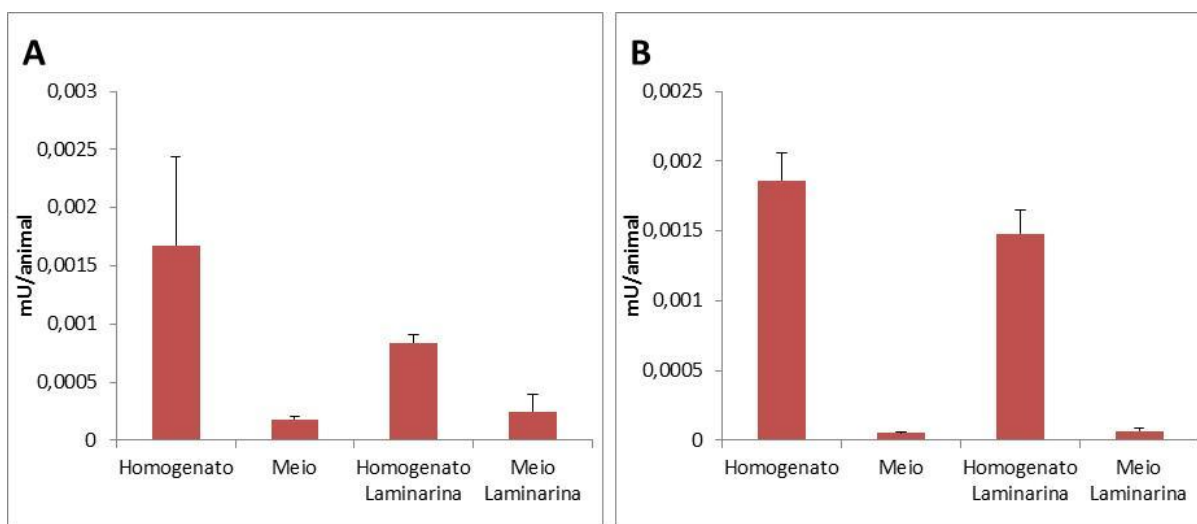 A
0,003
0,0025
0,002
0,0015
0,001
0,0005
0
mU/animal
Homogenato
Meio
Homogenato
Laminarina
Meio
Laminarina
B
0,0025
0,002
0,0015
0,001
0,0005
0
mU/animal
Homogenato
Meio
Homogenato
Laminarina
Meio
Laminarina